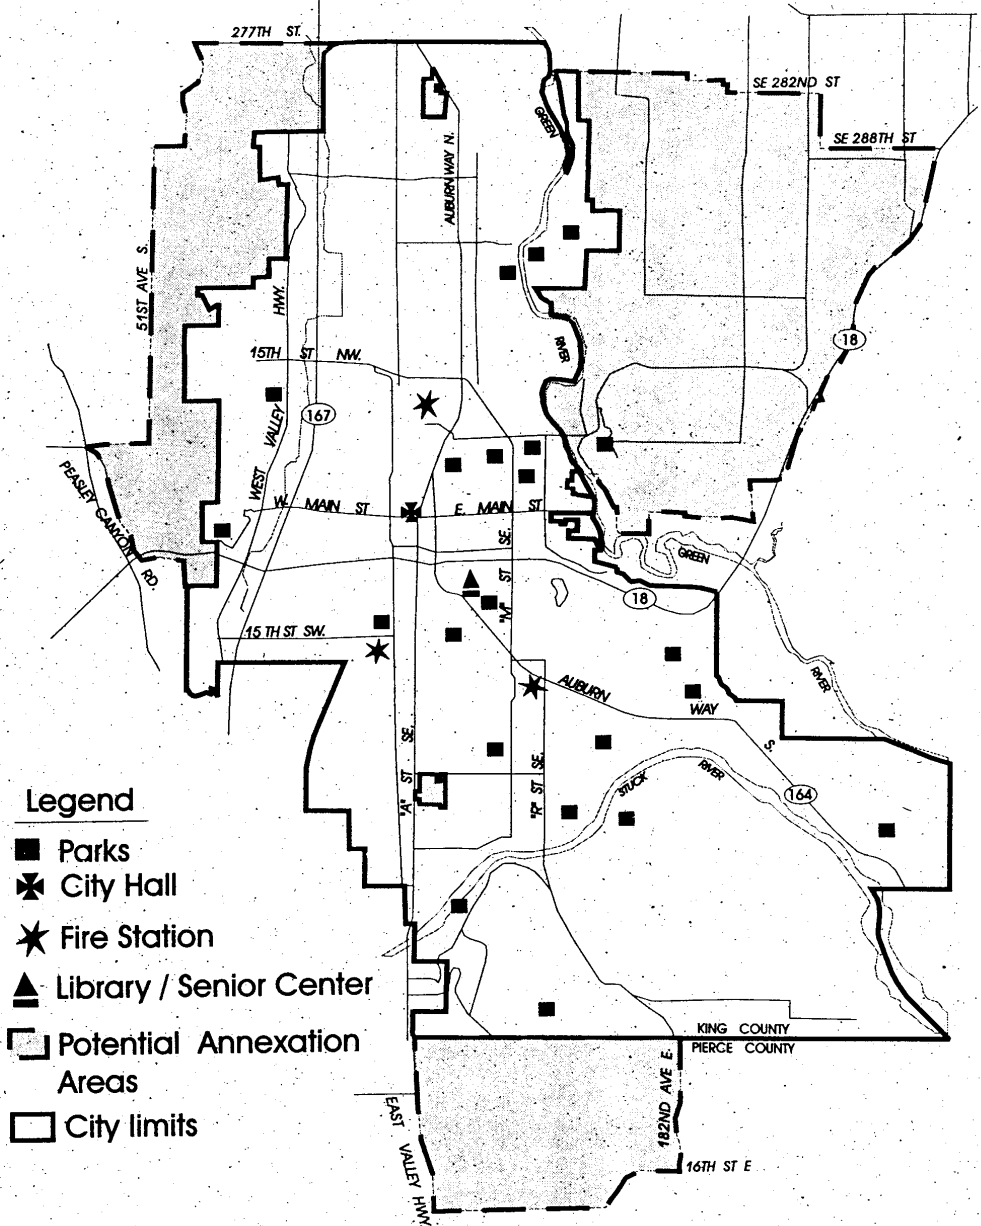 277TH ST.
SE 282ND ST
SE 288TH ST
GREEN
AUBURN WAY N.
51ST AVE S.
HWY.
RIVER
18
15TH ST NW.
167
VALLEY
WEST
PEASLEY CANYON RD.
W. MAIN ST
E. MAIN ST
GREEN
"M" ST SE.
18
15 TH ST SW.
AUBURN WAY S.
RIVER
"A" ST SE.
"R" ST SE.
STUCK RIVER
164
Legend
Parks
City Hall
Fire Station
Library / Senior Center
Potential Annexation
Areas
City limits
KING COUNTY
PIERCE COUNTY
182ND AVE E.
EAST VALLEY HWY
16TH ST E